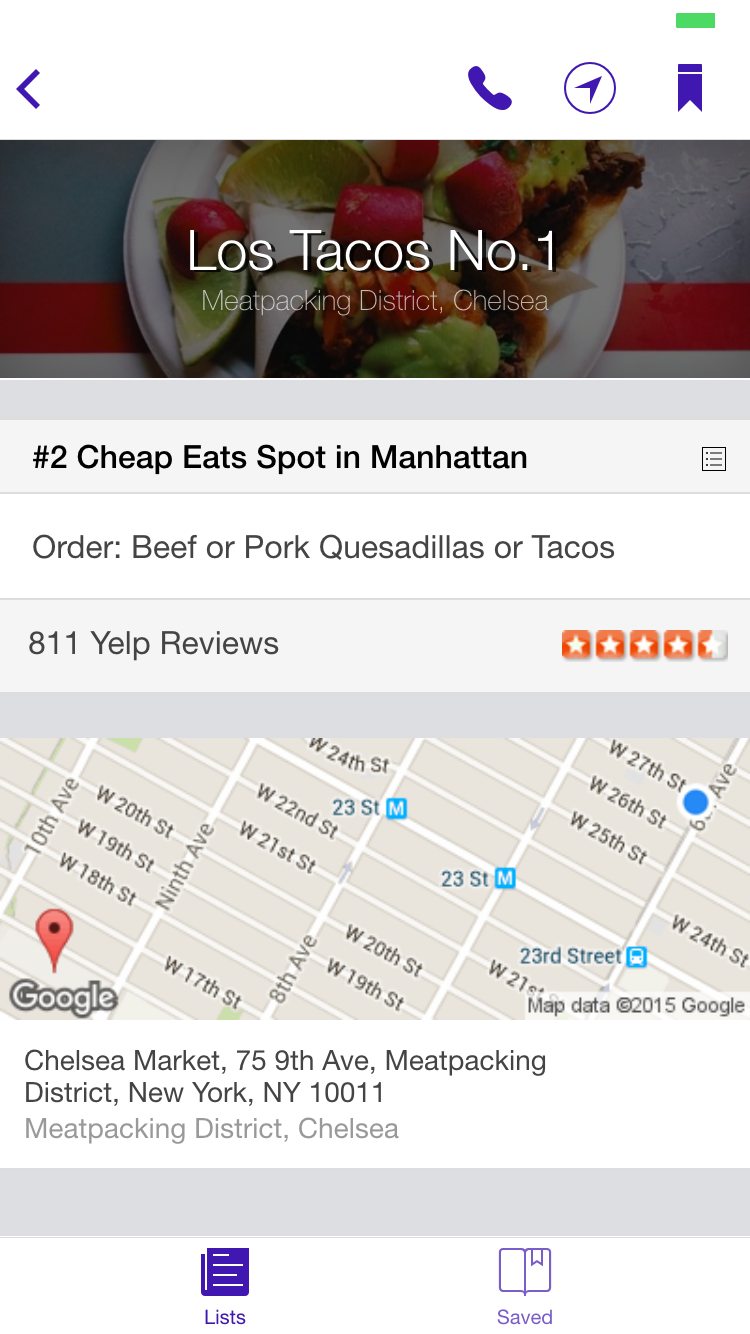 Los Tacos No.1
Meatpacking District, Chelsea
#2 Cheap Eats Spot in Manhattan
Order: Beef or Pork Quesadillas or Tacos
811 Yelp Reviews
W 24th St
W 27th St
10th Ave
W 20th St
W 22nd St
23 St M
W 26th St
Ave
W 19th St
Ninth Ave
W 21st St
W 25th St
W 18th St
23 St M
W 17th St
8th Ave
W 20th St
W 19th St
23rd Street
W 24th St
W 21st
Google
Map data ©2015 Google
Chelsea Market, 75 9th Ave, Meatpacking
District, New York, NY 10011
Meatpacking District, Chelsea
Lists
Saved